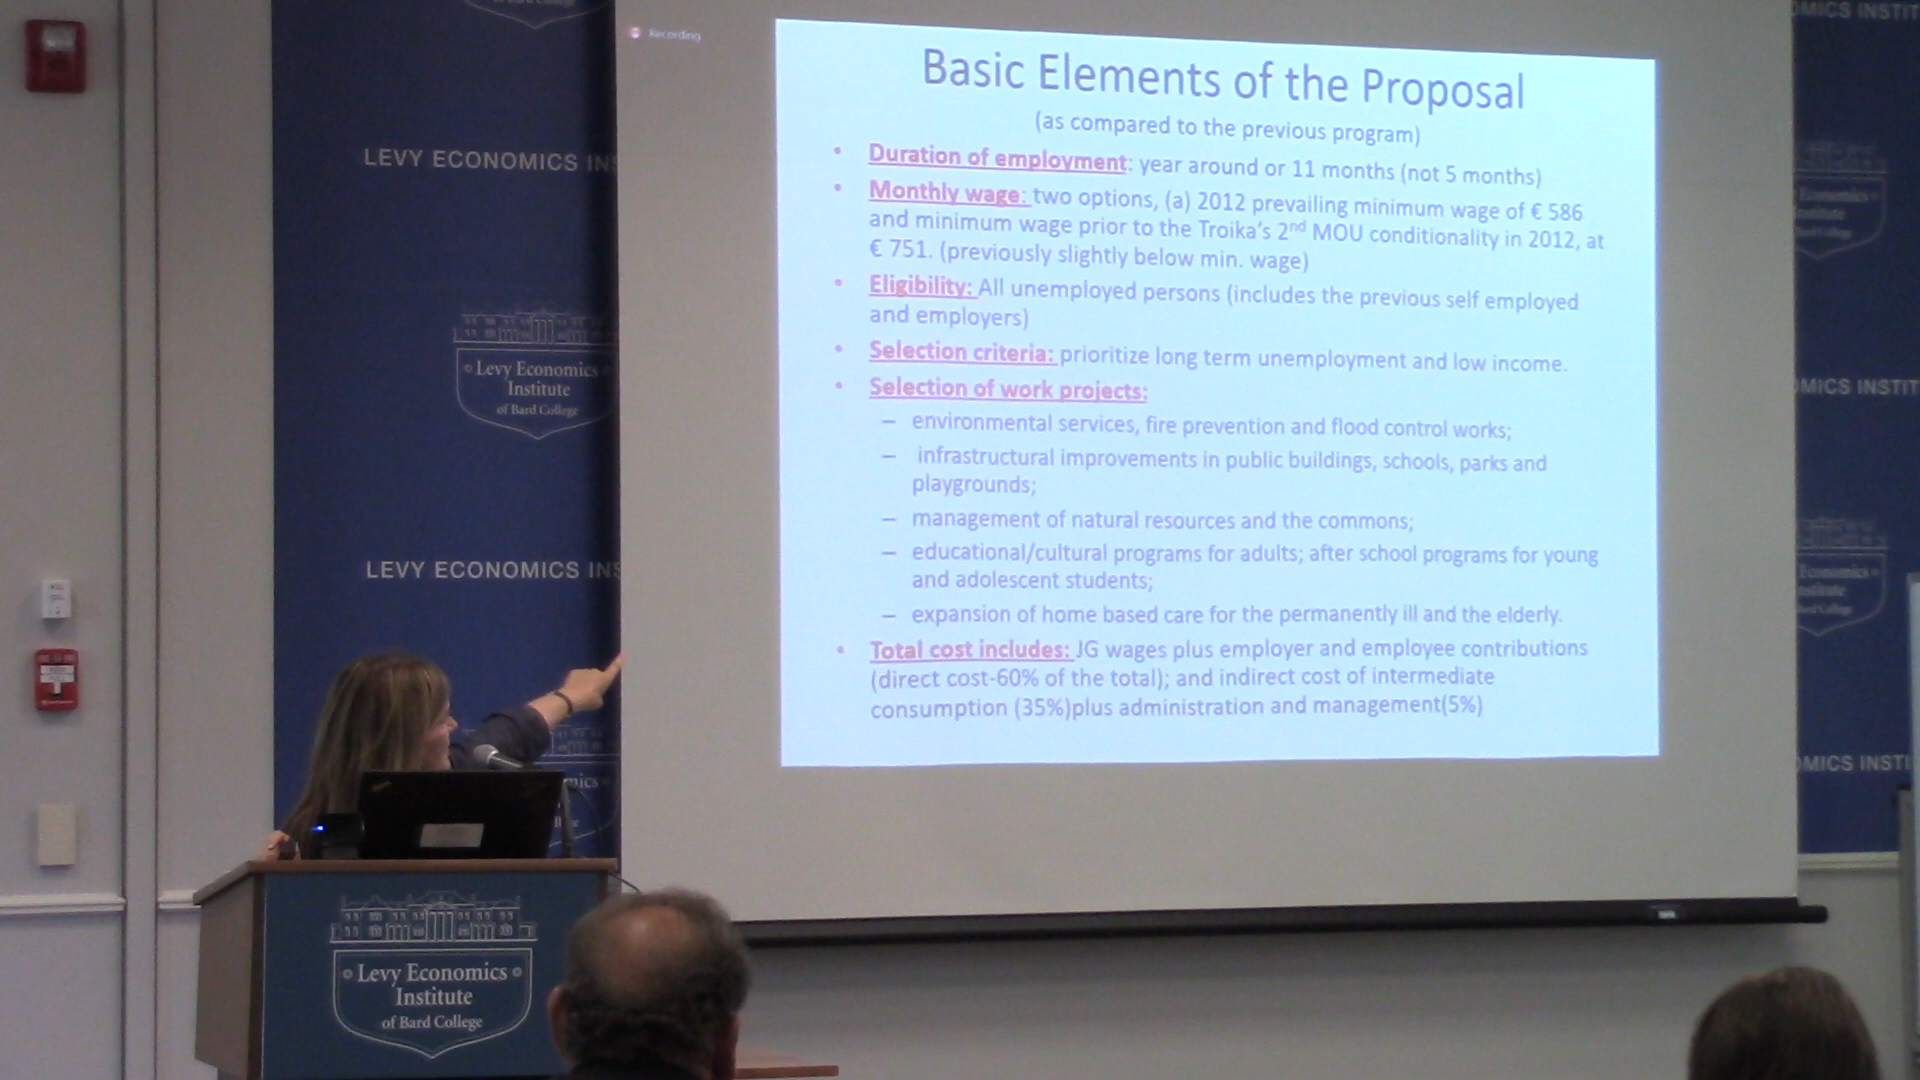 Recording
Basic Elements of the Proposal
(as compared to the previous program)
• Duration of employment: year around or 11 months (not 5 months)
• Monthly wage: two options, (a) 2012 prevailing minimum wage of € 586
and minimum wage prior to the Troika's 2nd MOU conditionality in 2012, at
€ 751. (previously slightly below min. wage)
• Eligibility: All unemployed persons (includes the previous self employed
and employers)
• Selection criteria: prioritize long term unemployment and low income.
• Selection of work projects:
– environmental services, fire prevention and flood control works;
– infrastructural improvements in public buildings, schools, parks and
playgrounds;
– management of natural resources and the commons;
– educational/cultural programs for adults; after school programs for young
and adolescent students;
– expansion of home based care for the permanently ill and the elderly.
• Total cost includes: JG wages plus employer and employee contributions
(direct cost-60% of the total); and indirect cost of intermediate
consumption (35%)plus administration and management(5%)
LEVY ECONOMICS INS
Levy Economics
Institute
of Bard College
LEVY ECONOMICS INS
mics
Levy Economics
Institute
of Bard College
OMICS INSTIT
Economics
OMICS INSTIT
Economics
OMICS INSTI